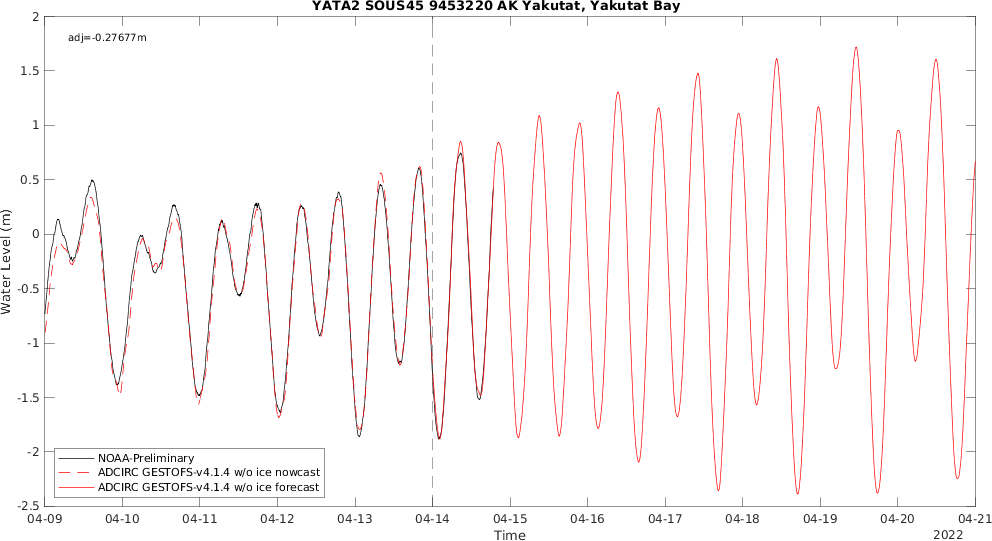 YATA2 SOUS45 9453220 AK Yakutat, Yakutat Bay
adj=-0.27677m
2
1.5
1
0.5
0
-0.5
-1
-1.5
-2
-2.5
Water Level (m)
NOAA-Preliminary
ADCIRC GESTOFS-v4.1.4 w/o ice nowcast
ADCIRC GESTOFS-v4.1.4 w/o ice forecast
04-09 04-10 04-11 04-12 04-13 04-14 04-15 04-16 04-17 04-18 04-19 04-20 04-21
Time
2022